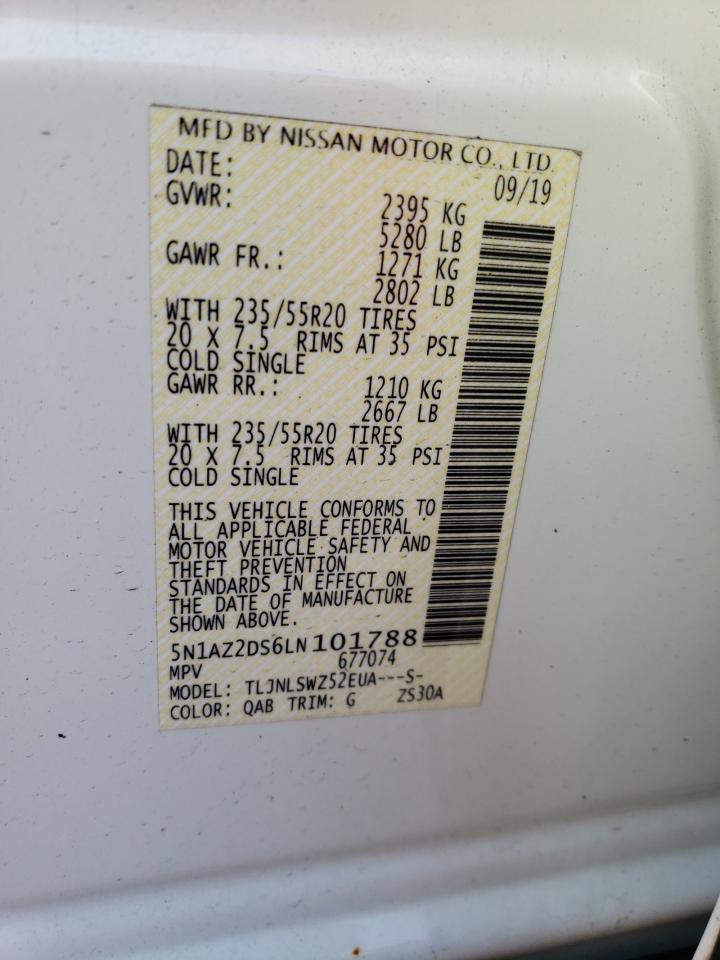 MFD BY NISSAN MOTOR CO., LTD.
DATE: 09/19
GVWR: 2395 KG
5280 LB
GAWR FR.: 1271 KG
2802 LB
WITH 235/55R20 TIRES
20 X 7.5 RIMS AT 35 PSI
COLD SINGLE
GAWR RR.: 1210 KG
2667 LB
WITH 235/55R20 TIRES
20 X 7.5 RIMS AT 35 PSI
COLD SINGLE
THIS VEHICLE CONFORMS TO
ALL APPLICABLE FEDERAL
MOTOR VEHICLE SAFETY AND
THEFT PREVENTION
STANDARDS IN EFFECT ON
THE DATE OF MANUFACTURE
SHOWN ABOVE.
5N1AZ2DS6LN101788
MPV 677074
MODEL: TLJNLSWZ52EUA---S-
COLOR: QAB TRIM: G ZS30A